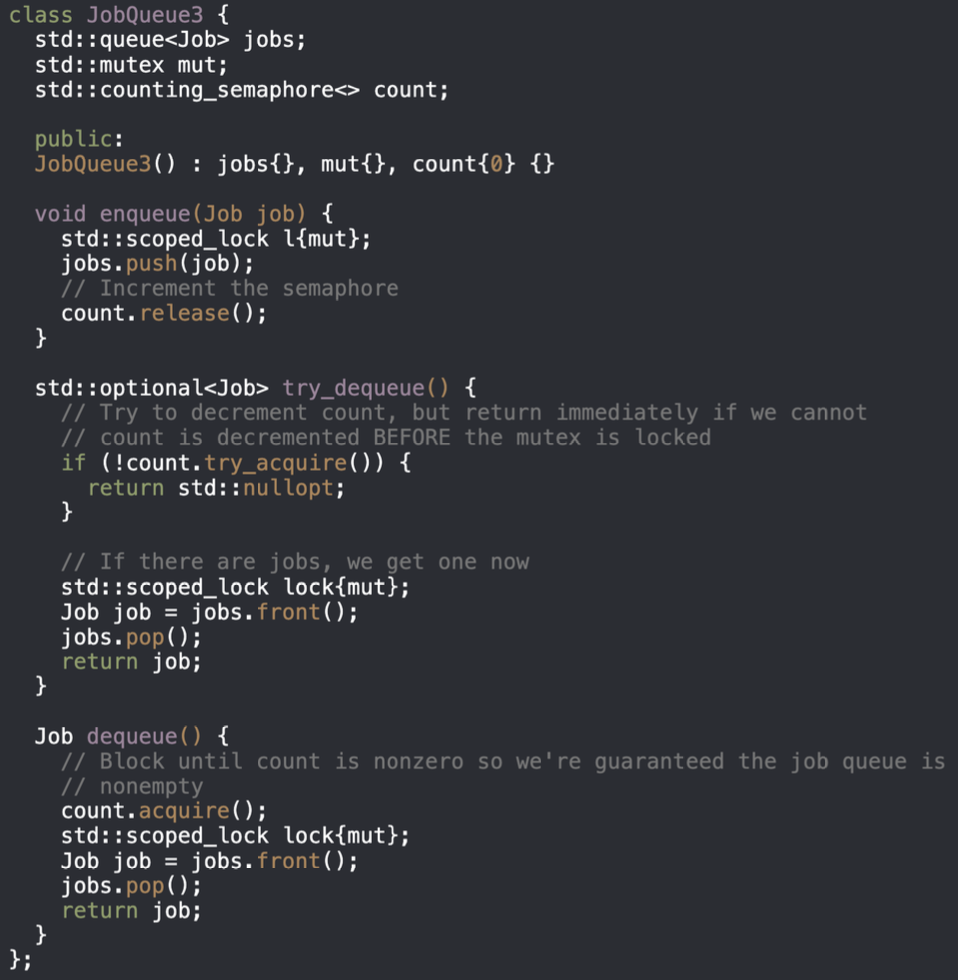 class JobQueue3 {
  std::queue<Job> jobs;
  std::mutex mut;
  std::counting_semaphore<> count;

  public:
  JobQueue3() : jobs{}, mut{}, count{0} {}

  void enqueue(Job job) {
    std::scoped_lock l{mut};
    jobs.push(job);
    // Increment the semaphore
    count.release();
  }

  std::optional<Job> try_dequeue() {
    // Try to decrement count, but return immediately if we cannot
    // count is decremented BEFORE the mutex is locked
    if (!count.try_acquire()) {
      return std::nullopt;
    }

    // If there are jobs, we get one now
    std::scoped_lock lock{mut};
    Job job = jobs.front();
    jobs.pop();
    return job;
  }

  Job dequeue() {
    // Block until count is nonzero so we're guaranteed the job queue is
    // nonempty
    count.acquire();
    std::scoped_lock lock{mut};
    Job job = jobs.front();
    jobs.pop();
    return job;
  }
};